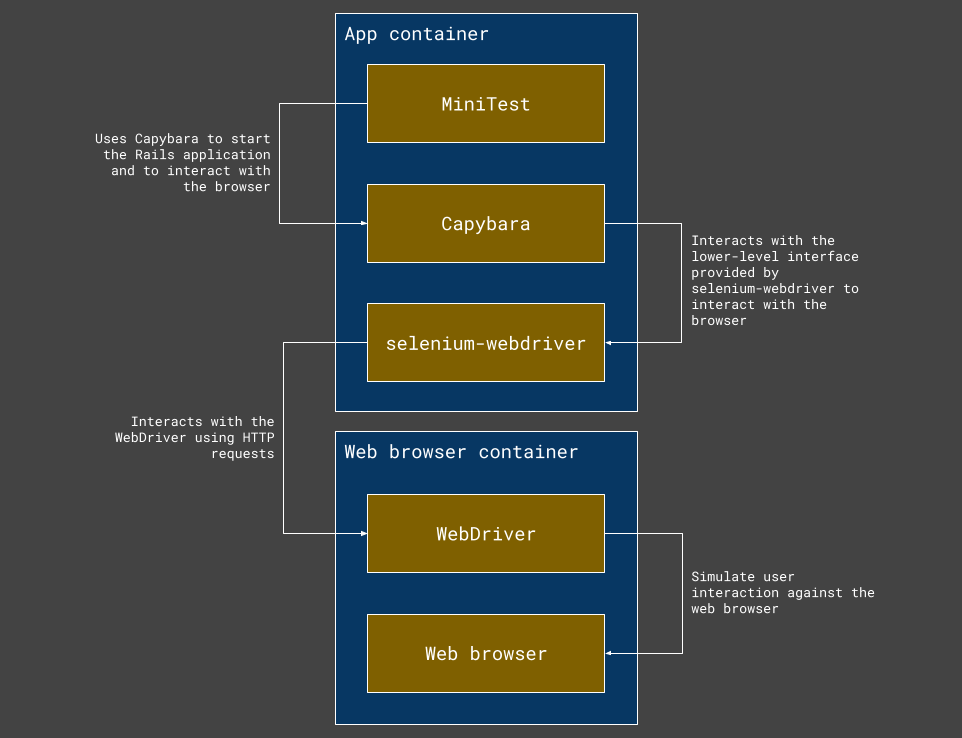 App container
MiniTest
Uses Capybara to start
the Rails application
and to interact with
the browser
Capybara
Interacts with the
lower-level interface
provided by
selenium-webdriver to
interact with the
browser
selenium-webdriver
Interacts with the
WebDriver using HTTP
requests
Web browser container
WebDriver
Simulate user
interaction against the
web browser
Web browser